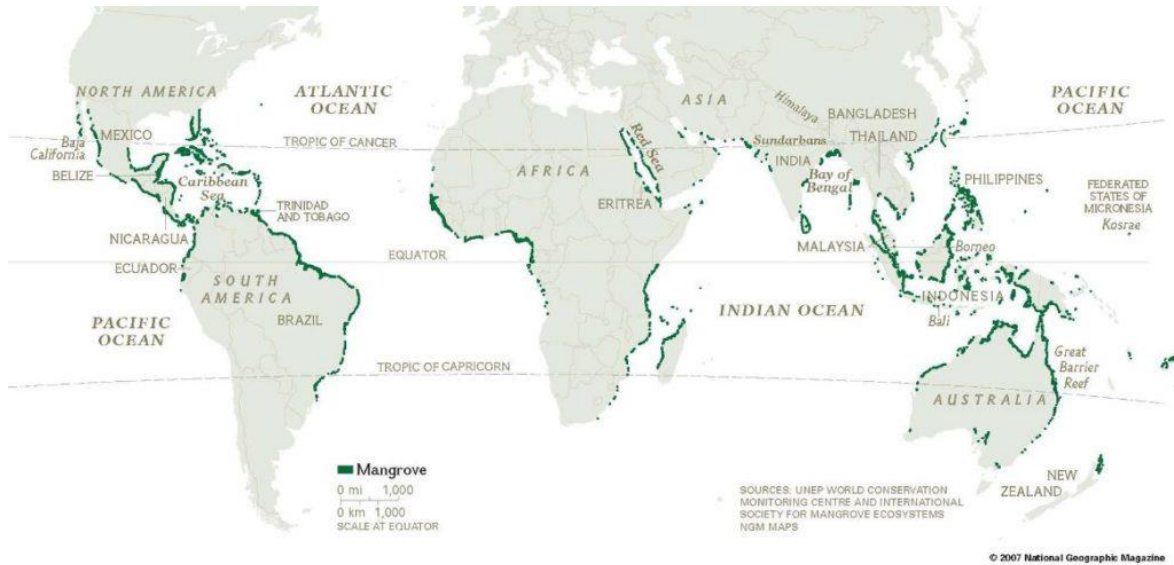 NORTH AMERICA
ATLANTIC
OCEAN
ASIA
Himalaya
BANGLADESH
PACIFIC
OCEAN
Baja
California
MEXICO
TROPIC OF CANCER
Red Sea
Sundarbans
THAILAND
INDIA
BELIZE
Caribbean
Sea
AFRICA
Bay of
Bengal
PHILIPPINES
FEDERATED
STATES OF
MICRONESIA
Kosrae
TRINIDAD
AND TOBAGO
ERITREA
NICARAGUA
MALAYSIA
Borneo
EQUATOR
ECUADOR
SOUTH
AMERICA
BRAZIL
INDIAN OCEAN
INDONESIA
Bali
PACIFIC
OCEAN
TROPIC OF CAPRICORN
Great
Barrier
Reef
AUSTRALIA
Mangrove
0 mi 1,000
0 km 1,000
SCALE AT EQUATOR
NEW
ZEALAND
SOURCES: UNEP WORLD CONSERVATION
MONITORING CENTRE AND INTERNATIONAL
SOCIETY FOR MANGROVE ECOSYSTEMS
NGM MAPS
© 2007 National Geographic Magazine